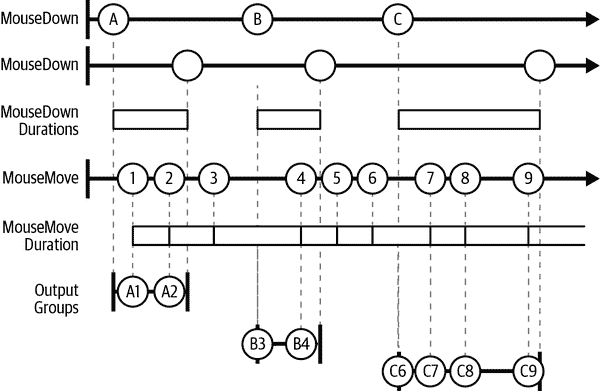 MouseDown A B C
MouseDown
MouseDown
Durations
MouseMove 1 2 3 4 5 6 7 8 9
MouseMove
Duration
Output
Groups
A1 A2
B3 B4
C6 C7 C8 C9